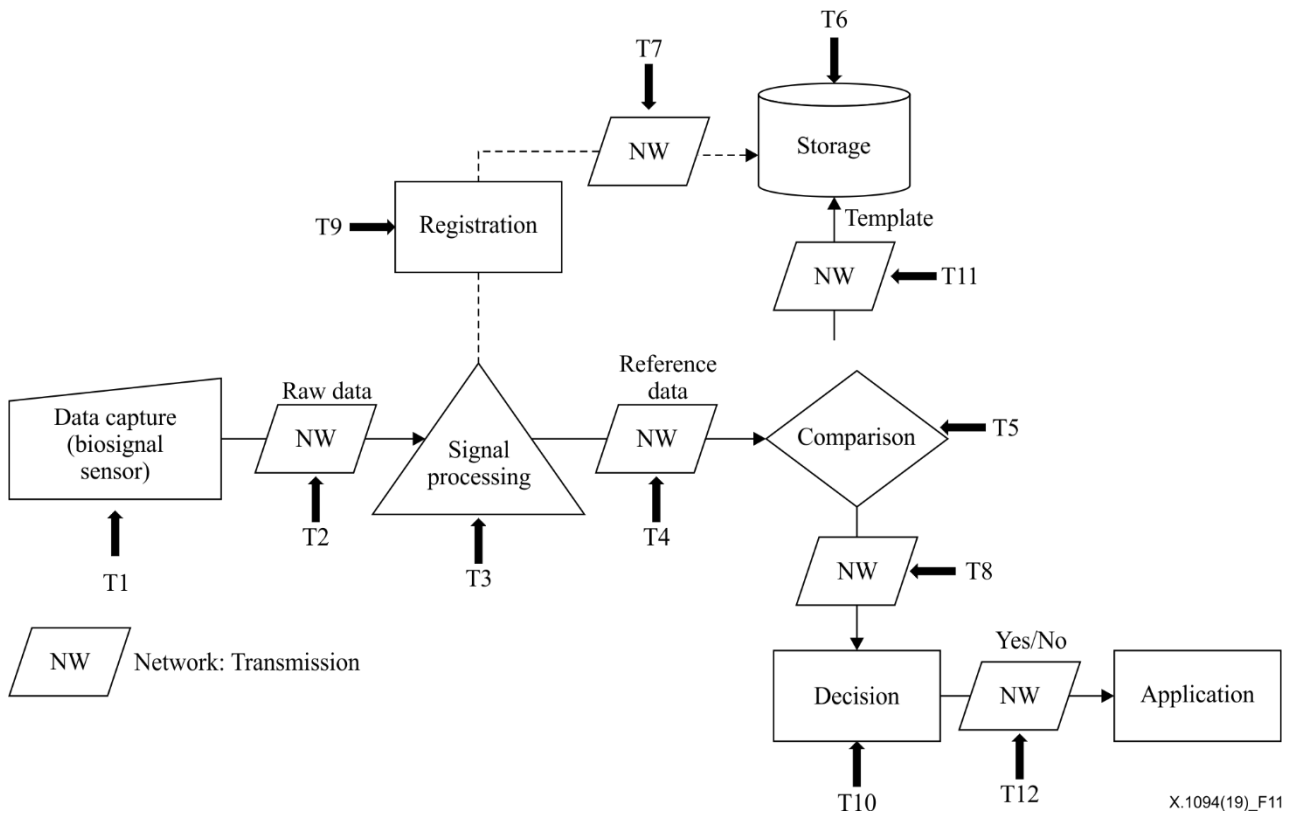 T6
T7
NW
Storage
T9
Registration
Template
NW
T11
Raw data
Reference
data
Data capture
(biosignal
sensor)
NW
Signal
processing
NW
Comparison
T5
T1
T2
T3
T4
NW
T8
NW
Network: Transmission
Yes/No
Decision
NW
Application
T10
T12
X.1094(19)_F11